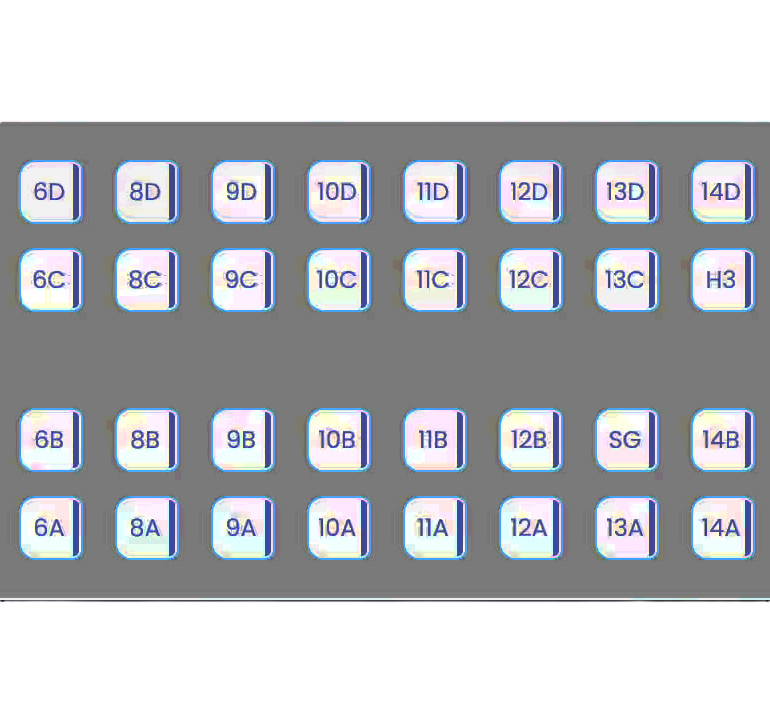 6D 8D 9D 10D 11D 12D 13D 14D
6C 8C 9C 10C 11C 12C 13C H3
6B 8B 9B 10B 11B 12B SG 14B
6A 8A 9A 10A 11A 12A 13A 14A